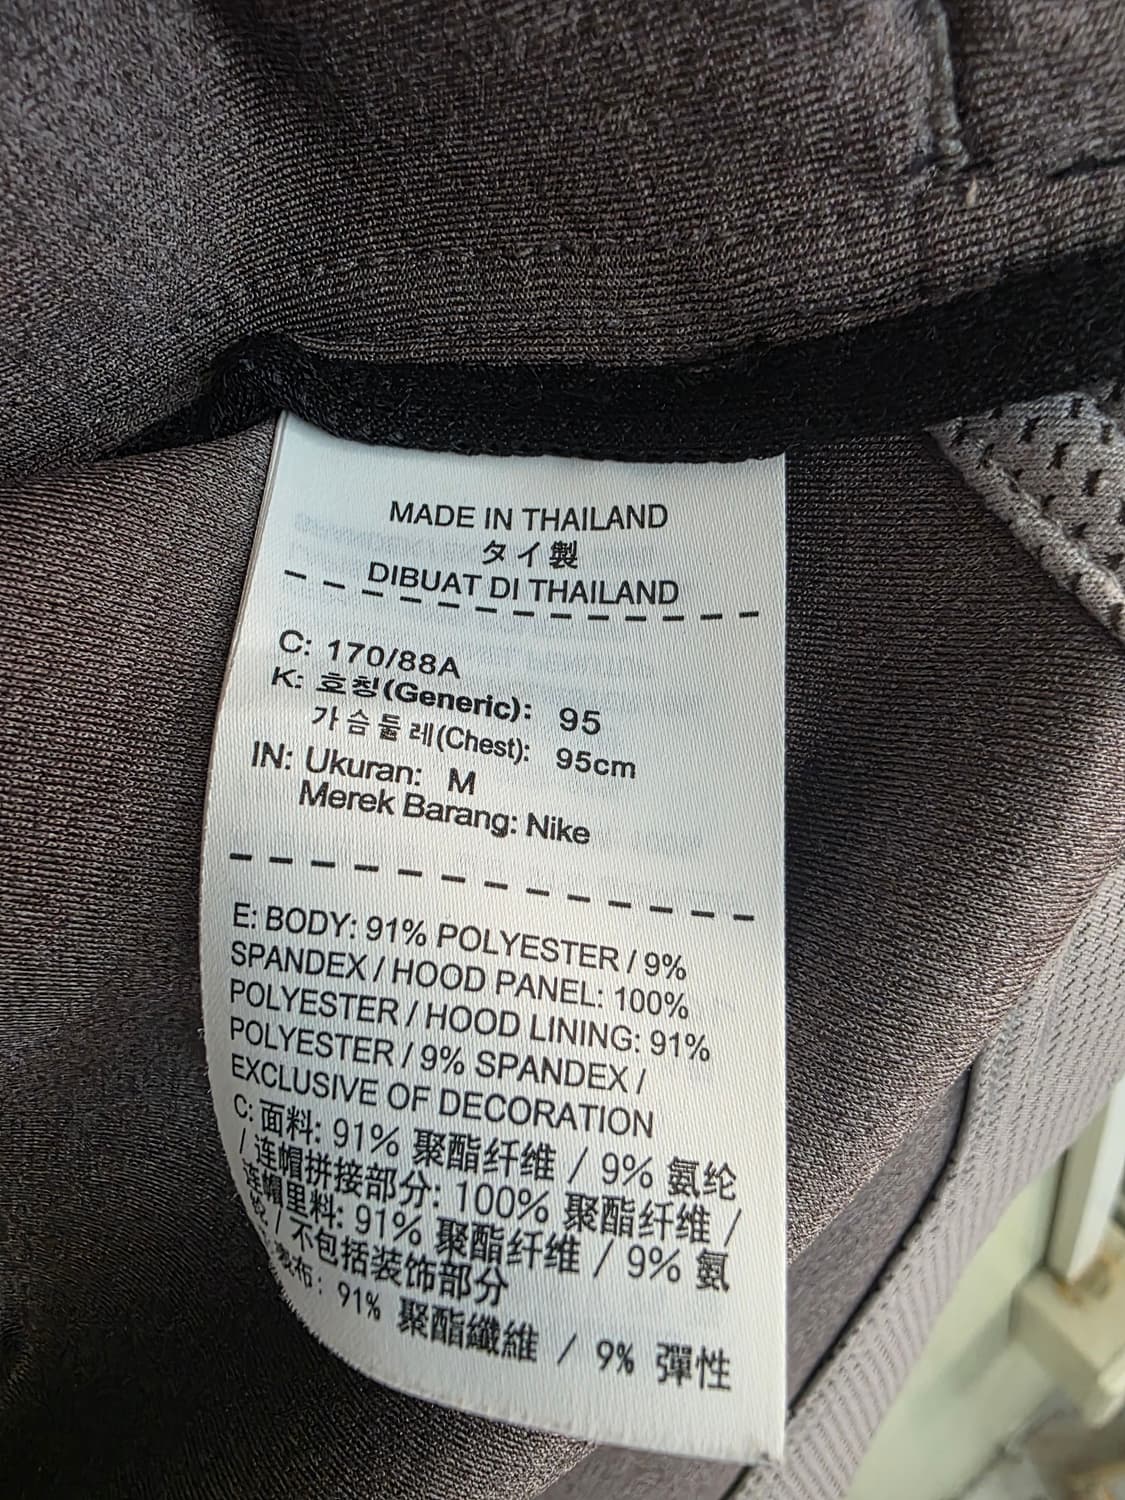 MADE IN THAILAND
タイ製
DIBUAT DI THAILAND
C: 170/88A
K: 호칭(Generic): 95
가슴둘레(Chest): 95cm
IN: Ukuran: M
Merek Barang: Nike
E: BODY: 91% POLYESTER / 9%
SPANDEX / HOOD PANEL: 100%
POLYESTER / HOOD LINING: 91%
POLYESTER / 9% SPANDEX /
EXCLUSIVE OF DECORATION
C: 面料: 91% 聚酯纤维 / 9% 氨纶
/ 连帽拼接部分: 100% 聚酯纤维 /
连帽里料: 91% 聚酯纤维 / 9% 氨
纶 / 不包括装饰部分
表布: 91% 聚酯纖維 / 9% 彈性